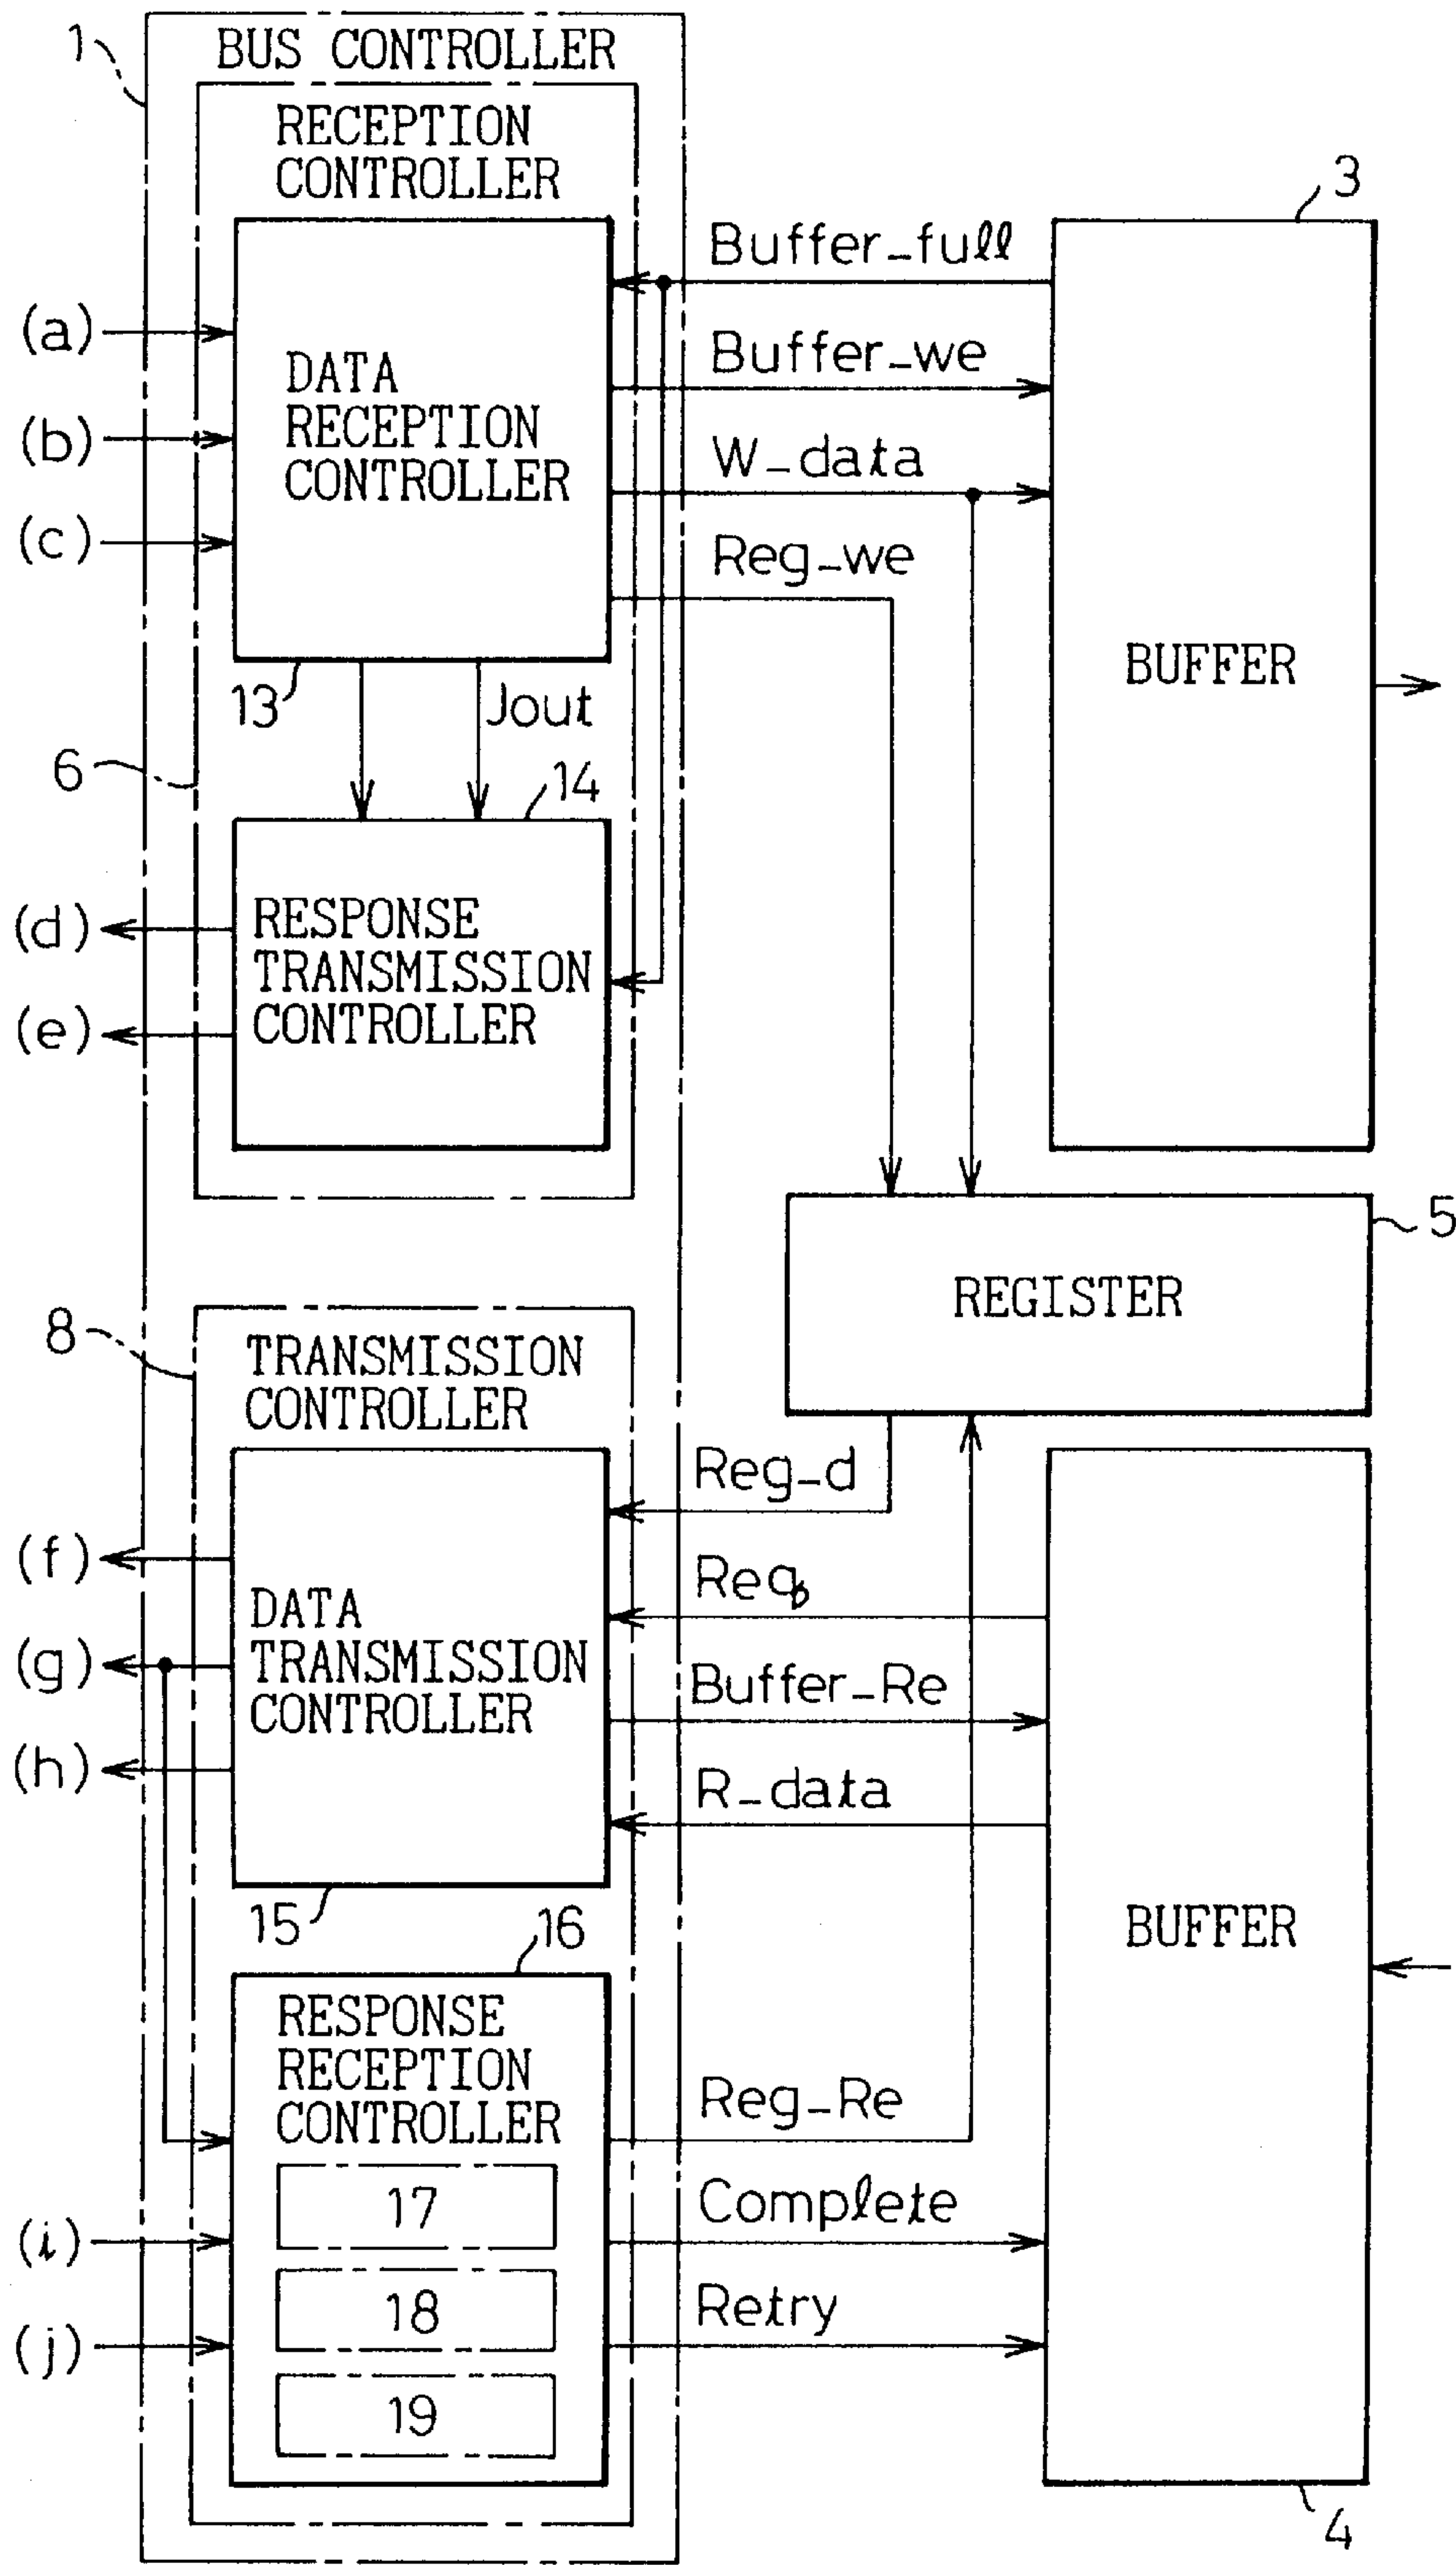 1
BUS CONTROLLER
RECEPTION
CONTROLLER
3
Buffer_full
(a)
Buffer_we
DATA
RECEPTION
CONTROLLER
(b)
W_data
(c)
Reg_we
BUFFER
13
Jout
6
14
(d)
RESPONSE
TRANSMISSION
CONTROLLER
(e)
5
REGISTER
8
TRANSMISSION
CONTROLLER
Reg_d
(f)
Req
DATA
TRANSMISSION
CONTROLLER
(g)
Buffer_Re
(h)
R_data
15
16
BUFFER
RESPONSE
RECEPTION
CONTROLLER
Reg_Re
17
Complete
(i)
18
Retry
(j)
19
4